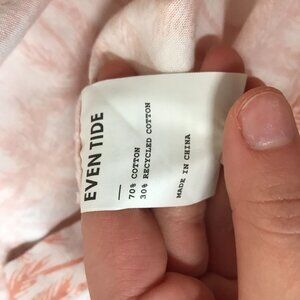 EVEN TIDE
70% COTTON
30% RECYCLED COTTON
MADE IN CHINA